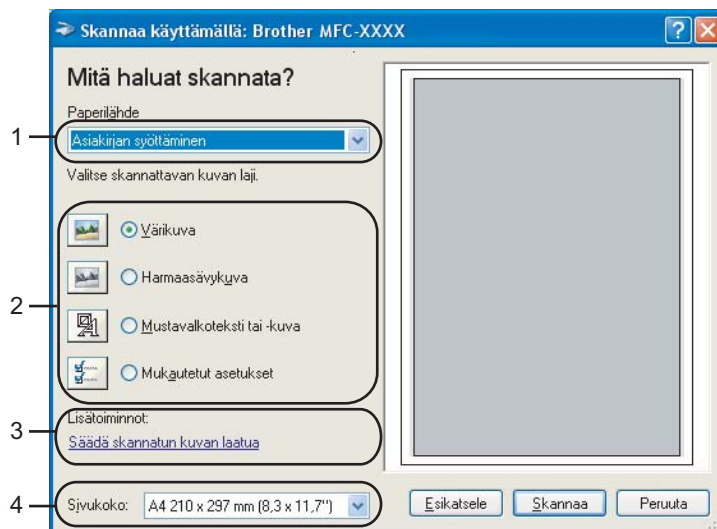 Skannaa käyttämällä: Brother MFC-XXXX
Mitä haluat skannata?
Paperilähde
1
Asiakirjan syöttäminen
Valitse skannattavan kuvan laji.
2
Värikuva
Harmaasävykuva
Mustavalkoteksti tai -kuva
Mukautetut asetukset
3
Lisätoiminnot:
Säädä skannatun kuvan laatua
4
Sivukoko: A4 210 x 297 mm (8,3 x 11,7")
Esikatsele Skannaa Peruuta